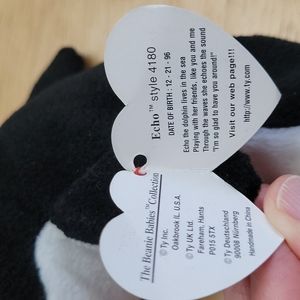 Echo™ style 4180
DATE OF BIRTH : 12 - 21 - 96
Echo the dolphin lives in the sea
Playing with her friends, like you and me
Through the waves she echoes the sound
"I'm so glad to have you around!"
Visit our web page!!!
http://www.ty.com
The Beanie Babies™ Collection
© Ty Inc.
Oakbrook IL. U.S.A.
© Ty UK Ltd.
Fareham, Hants
PO15 5TX
© Ty Deutschland
90008 Nürnberg
Handmade in China